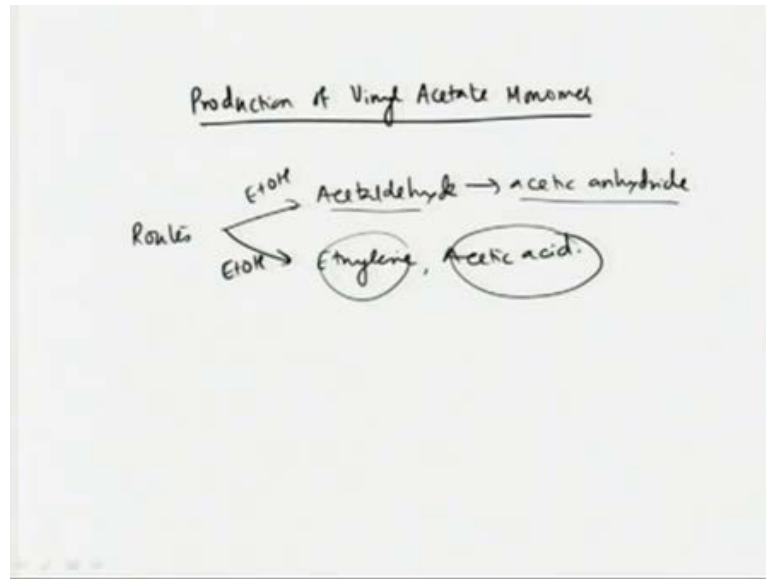 Production of Vinyl Acetate Monomer
EtOH Acetaldehyde → acetic anhydride
Routes
EtOH Ethylene, Acetic acid.